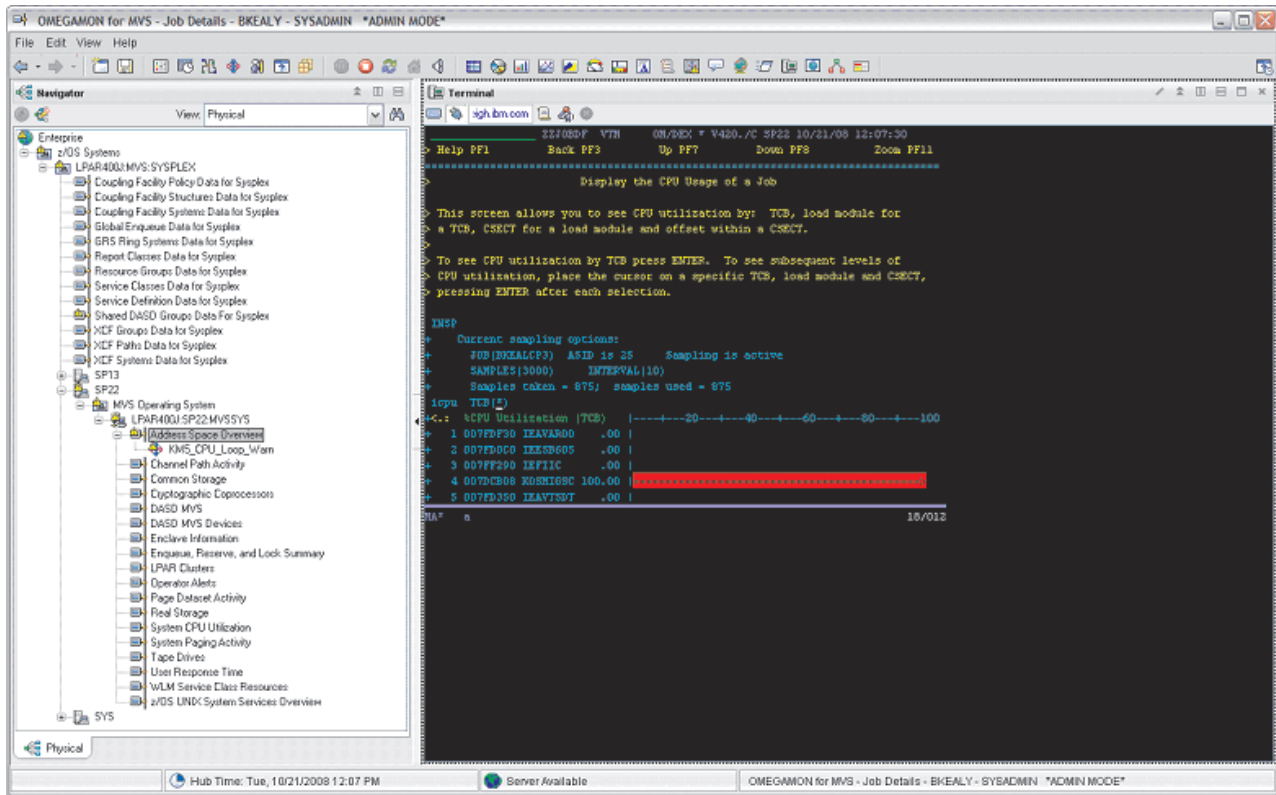 OMEGAMON for MVS - Job Details - BKEALY - SYSADMIN *ADMIN MODE*
File Edit View Help
Navigator
View: Physical
Enterprise
z/OS Systems
LPAR400J:MVS:SYSPLEX
Coupling Facility Policy Data for Sysplex
Coupling Facility Structures Data for Sysplex
Coupling Facility Systems Data for Sysplex
Global Enqueue Data for Sysplex
GRS Ring Systems Data for Sysplex
Report Classes Data for Sysplex
Resource Groups Data for Sysplex
Service Classes Data for Sysplex
Service Definition Data for Sysplex
Shared DASD Groups Data For Sysplex
XCF Groups Data for Sysplex
XCF Paths Data for Sysplex
XCF Systems Data for Sysplex
SP13
SP22
MVS Operating System
LPAR400J:SP22:MVSSYS
Address Space Overview
KM5_CPU_Loop_Warn
Channel Path Activity
Common Storage
Cryptographic Coprocessors
DASD MVS
DASD MVS Devices
Enclave Information
Enqueue, Reserve, and Lock Summary
LPAR Clusters
Operator Alerts
Page Dataset Activity
Real Storage
System CPU Utilization
System Paging Activity
Tape Drives
User Response Time
WLM Service Class Resources
z/OS UNIX System Services Overview
SYS
Physical
Terminal
sigh.ibm.com
ZZJOBDF VTM OM/DEX * V420./C SP22 10/21/08 12:07:30
> Help PF1 Back PF3 Up PF7 Down PF8 Zoom PF11
================================================================
> Display the CPU Usage of a Job
> This screen allows you to see CPU utilization by: TCB, load module for
> a TCB, CSECT for a load module and offset within a CSECT.
>
> To see CPU utilization by TCB press ENTER. To see subsequent levels of
> CPU utilization, place the cursor on a specific TCB, load module and CSECT,
> pressing ENTER after each selection.
INSP
+ Current sampling options:
+ JOB(BKEALCP3) ASID is 25 Sampling is active
+ SAMPLES(3000) INTERVAL(10)
+ Samples taken = 875; samples used = 875
icpu TCB(*)
+<.: %CPU Utilization (TCB) |----+---20---+---40---+---60---+---80---+---100
+ 1 007FDF30 IEAVAR00 .00 |
+ 2 007FD0C0 IEESB605 .00 |
+ 3 007FF290 IEFIIC .00 |
+ 4 007DCB08 KDSMIGSC 100.00 |
+ 5 007FD350 IEAVTSDT .00 |
MA* a 18/012
Hub Time: Tue, 10/21/2008 12:07 PM
Server Available
OMEGAMON for MVS - Job Details - BKEALY - SYSADMIN *ADMIN MODE*